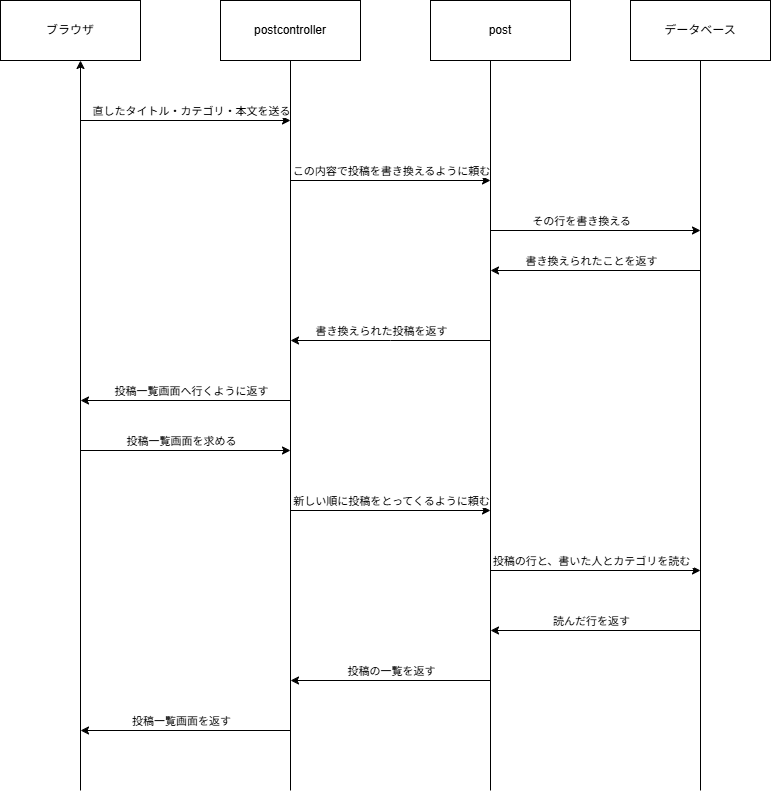 ブラウザ
postcontroller
post
データベース
直したタイトル・カテゴリ・本文を送る
この内容で投稿を書き換えるように頼む
その行を書き換える
書き換えられたことを返す
書き換えられた投稿を返す
投稿一覧画面へ行くように返す
投稿一覧画面を求める
新しい順に投稿をとってくるように頼む
投稿の行と、書いた人とカテゴリを読む
読んだ行を返す
投稿の一覧を返す
投稿一覧画面を返す